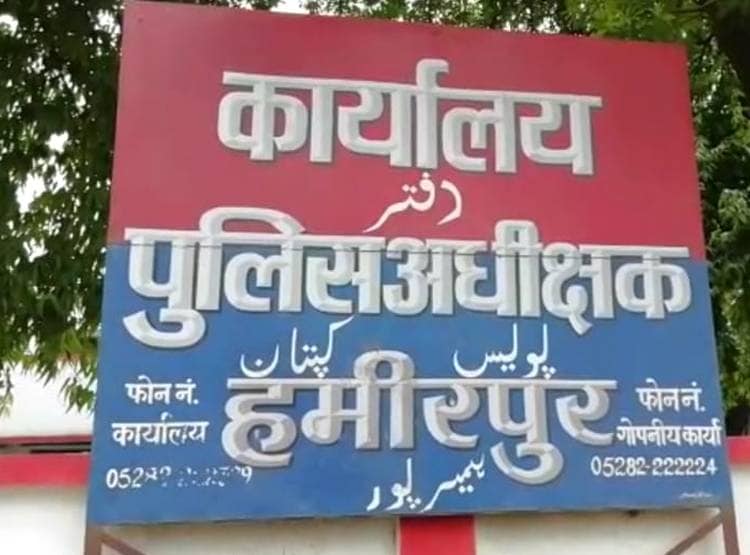 कार्यालय
دفتر
पुलिसअधीक्षक
پولیس کپتان
हमीरपुर
ہمیرپور
फोन नं.
कार्यालय
फोन नं.
गोपनीय कार्या
05282-222224